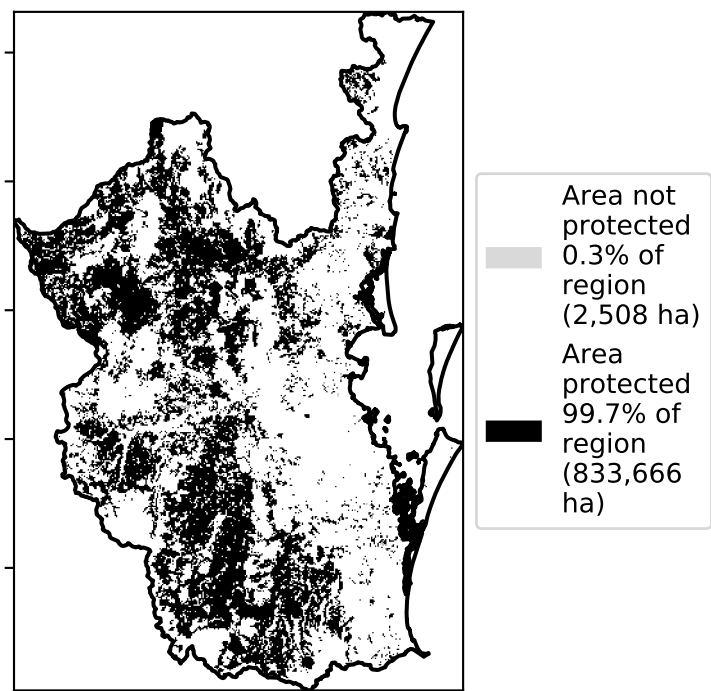 Area not
protected
0.3% of
region
(2,508 ha)
Area
protected
99.7% of
region
(833,666
ha)